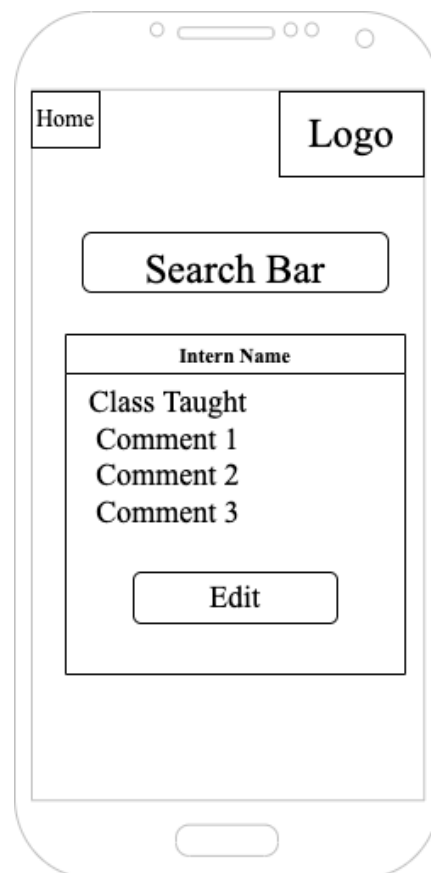 Home
Logo
Search Bar
Intern Name
Class Taught
Comment 1
Comment 2
Comment 3
Edit